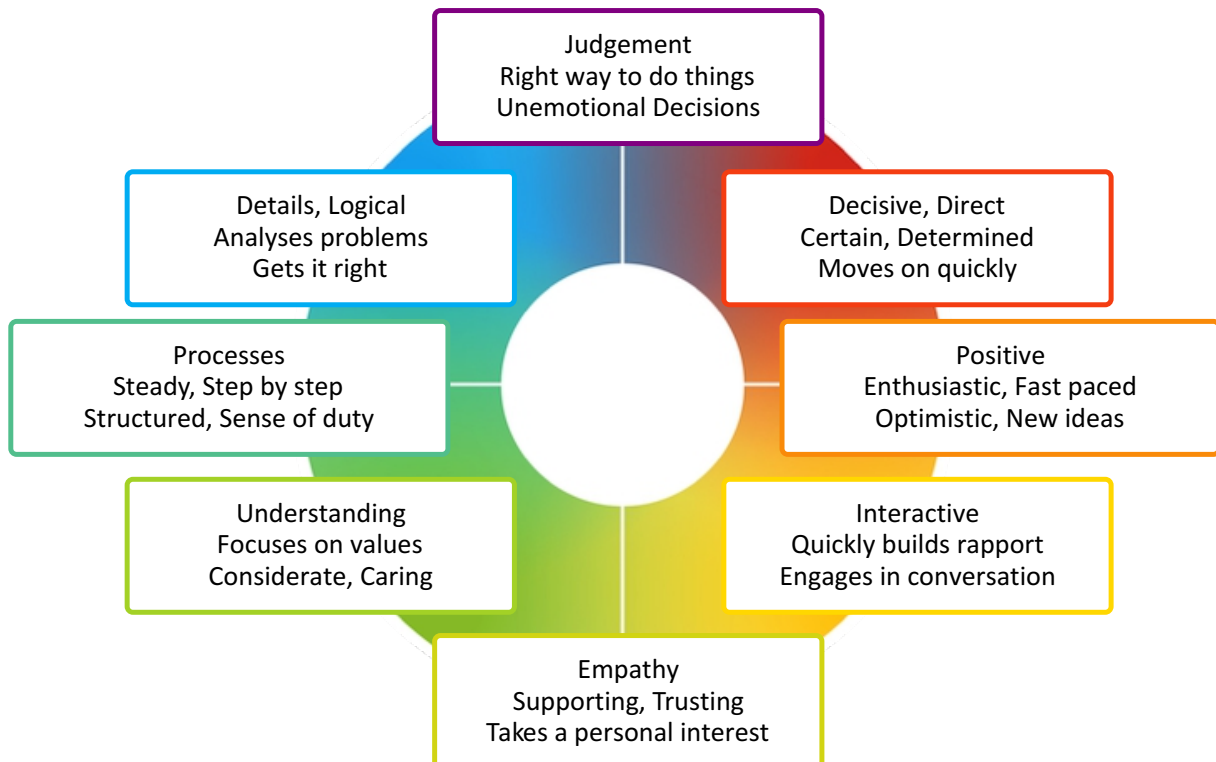 Judgement
Right way to do things
Unemotional Decisions
Details, Logical
Analyses problems
Gets it right
Decisive, Direct
Certain, Determined
Moves on quickly
Processes
Steady, Step by step
Structured, Sense of duty
Positive
Enthusiastic, Fast paced
Optimistic, New ideas
Understanding
Focuses on values
Considerate, Caring
Interactive
Quickly builds rapport
Engages in conversation
Empathy
Supporting, Trusting
Takes a personal interest